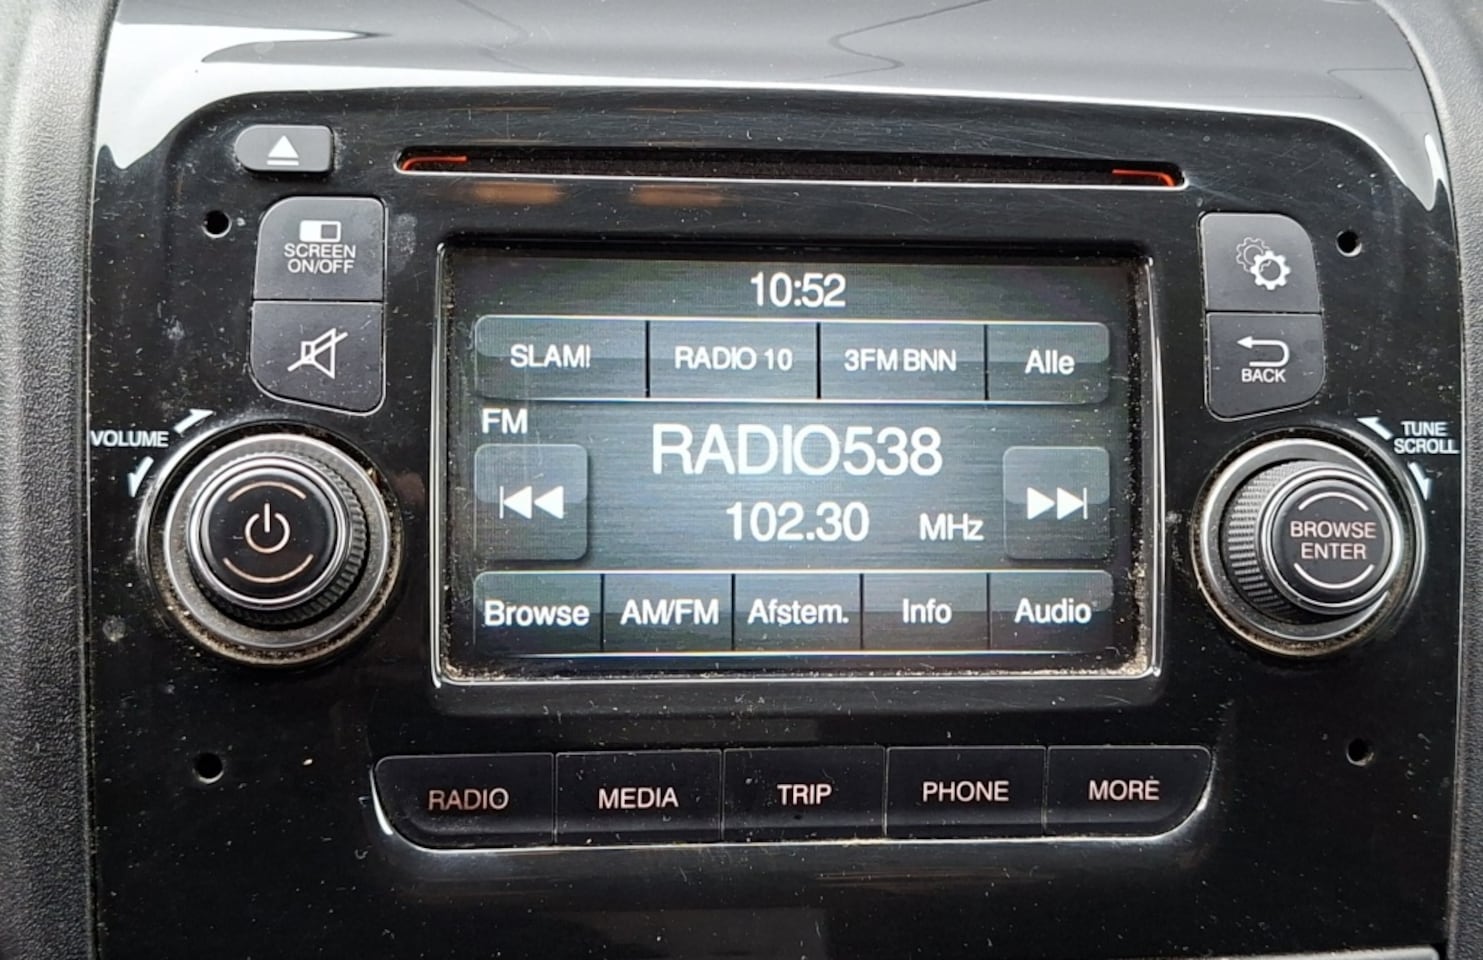 SCREEN
ON/OFF
10:52
SLAM!
RADIO 10
3FM BNN
Alle
BACK
VOLUME
FM
RADIO538
102.30 MHz
TUNE
SCROLL
BROWSE
ENTER
Browse
AM/FM
Afstem.
Info
Audio
RADIO
MEDIA
TRIP
PHONE
MORE